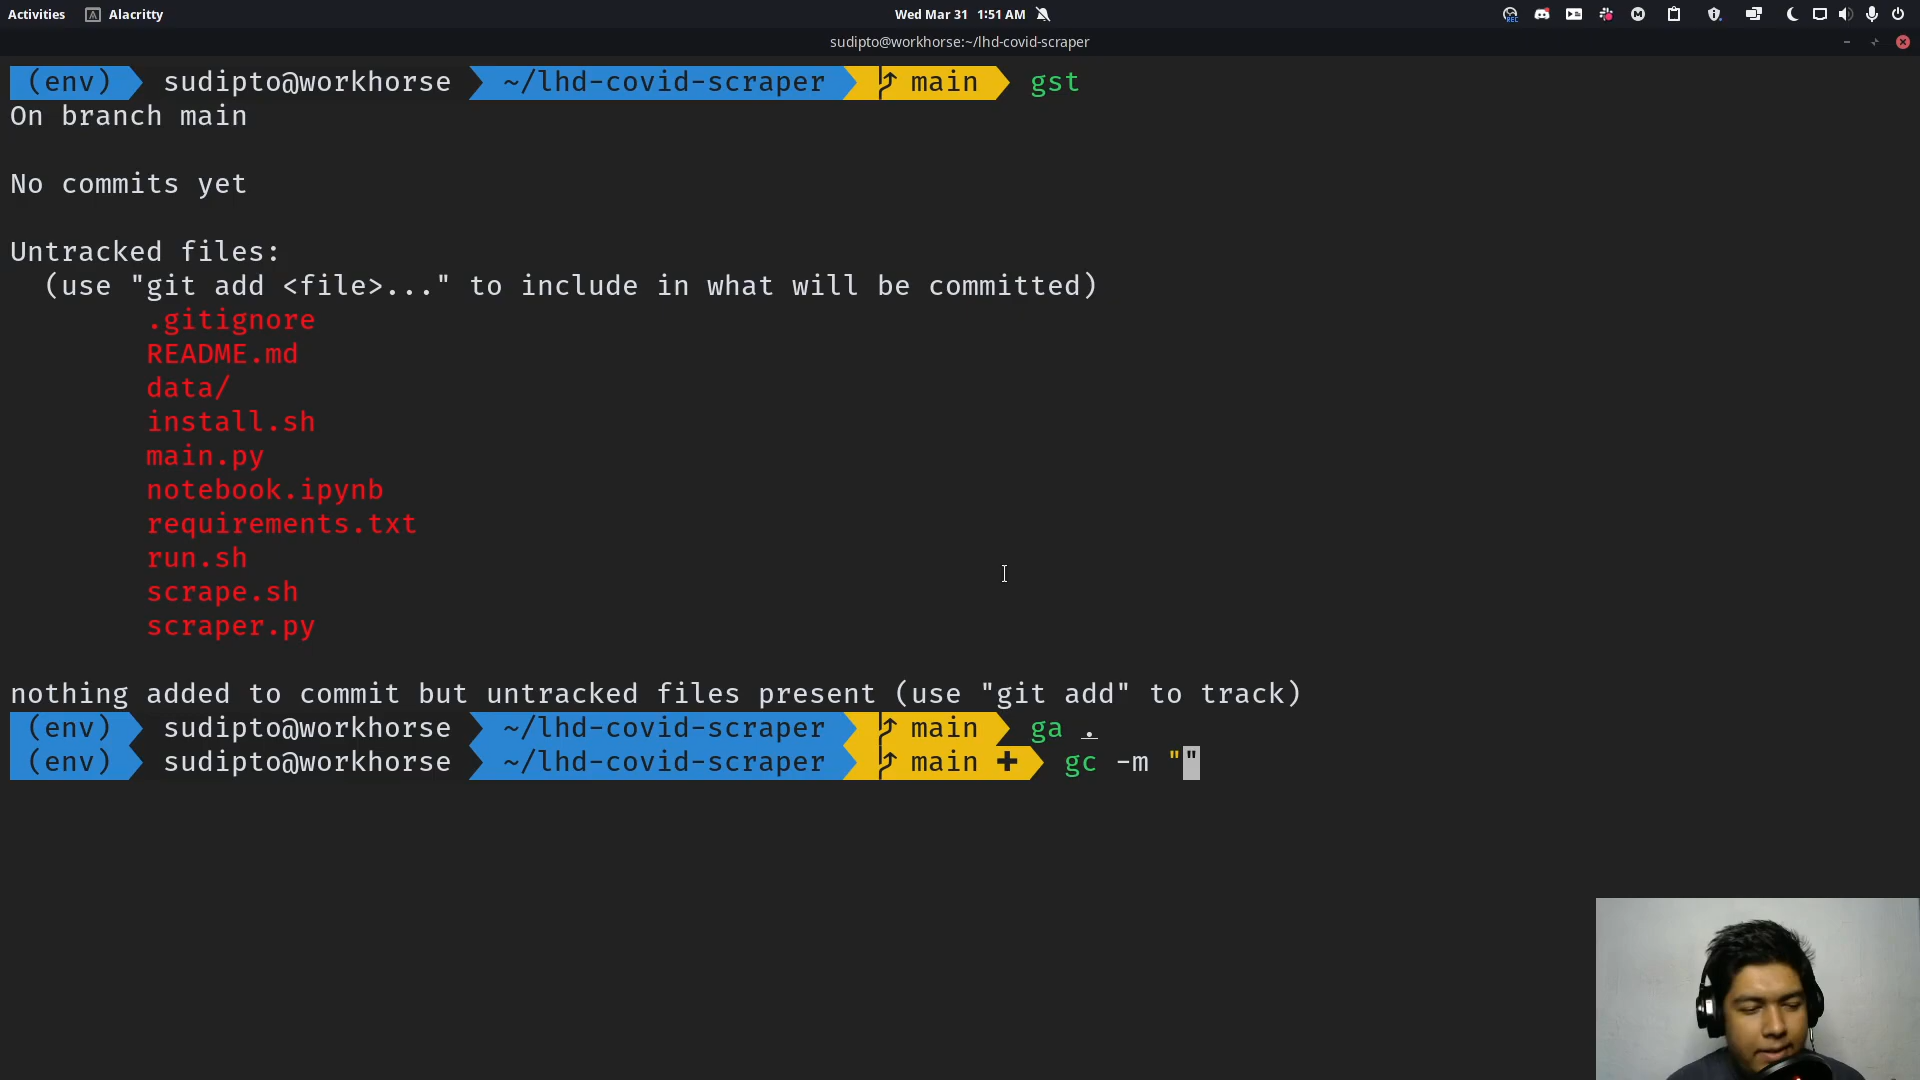 Activities Alacritty Wed Mar 31 1:51 AM
sudipto@workhorse:~/lhd-covid-scraper
(env) sudipto@workhorse ~/lhd-covid-scraper main gst
On branch main
No commits yet
Untracked files:
(use "git add <file>..." to include in what will be committed)
.gitignore
README.md
data/
install.sh
main.py
notebook.ipynb
requirements.txt
run.sh
scrape.sh
scraper.py
nothing added to commit but untracked files present (use "git add" to track)
(env) sudipto@workhorse ~/lhd-covid-scraper main ga .
(env) sudipto@workhorse ~/lhd-covid-scraper main ✚ gc -m ""